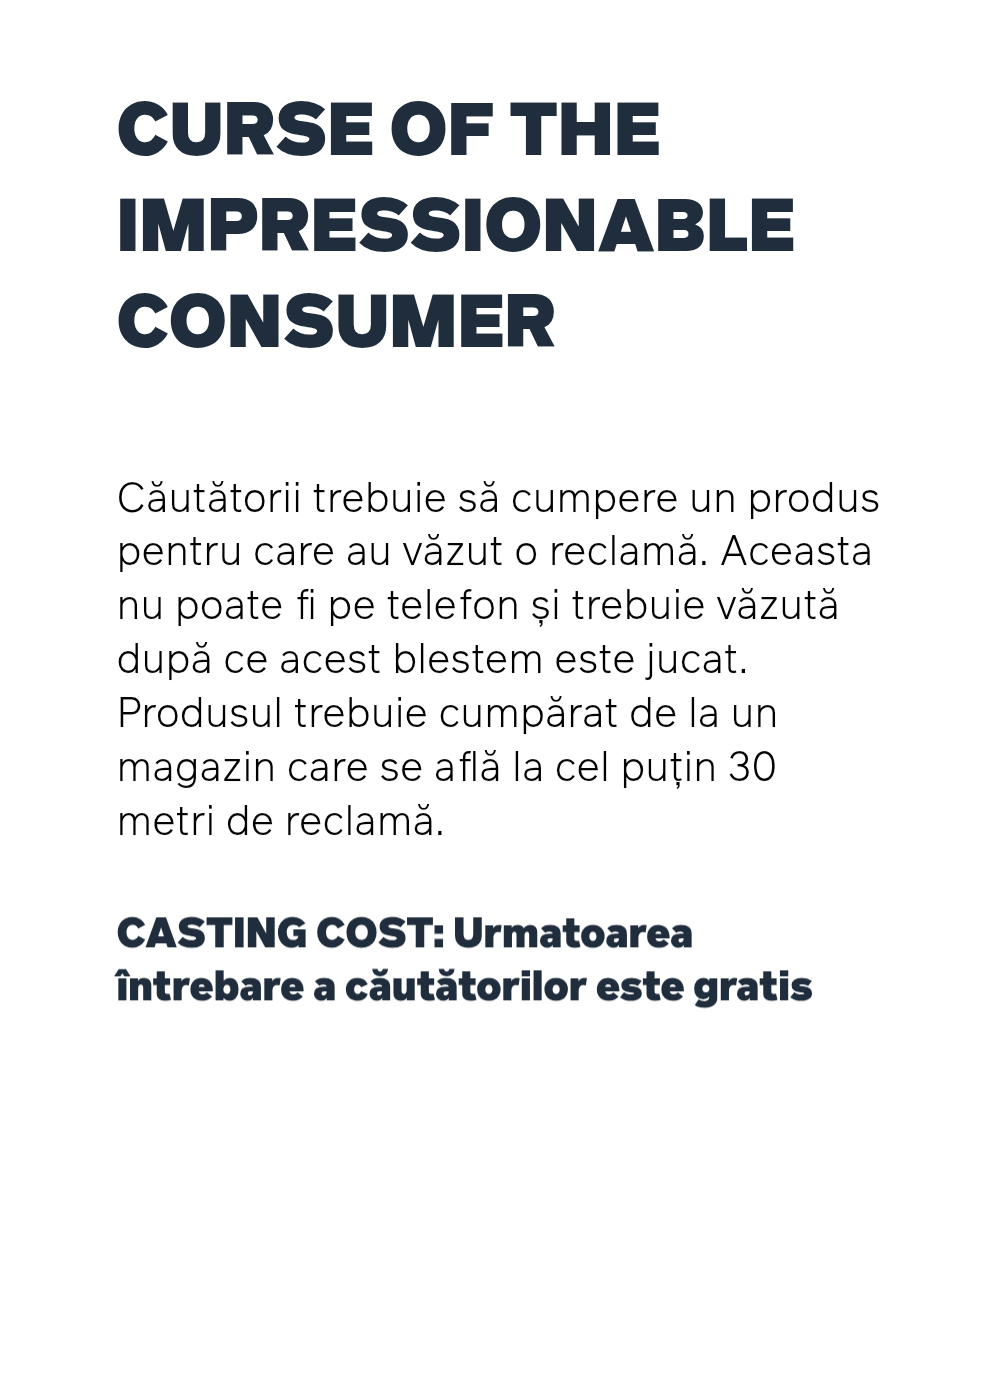 CURSE OF THE
IMPRESSIONABLE
CONSUMER
Căutătorii trebuie să cumpere un produs
pentru care au văzut o reclamă. Aceasta
nu poate fi pe telefon și trebuie văzută
după ce acest blestem este jucat.
Produsul trebuie cumpărat de la un
magazin care se află la cel puțin 30
metri de reclamă.
CASTING COST: Urmatoarea
întrebare a căutătorilor este gratis